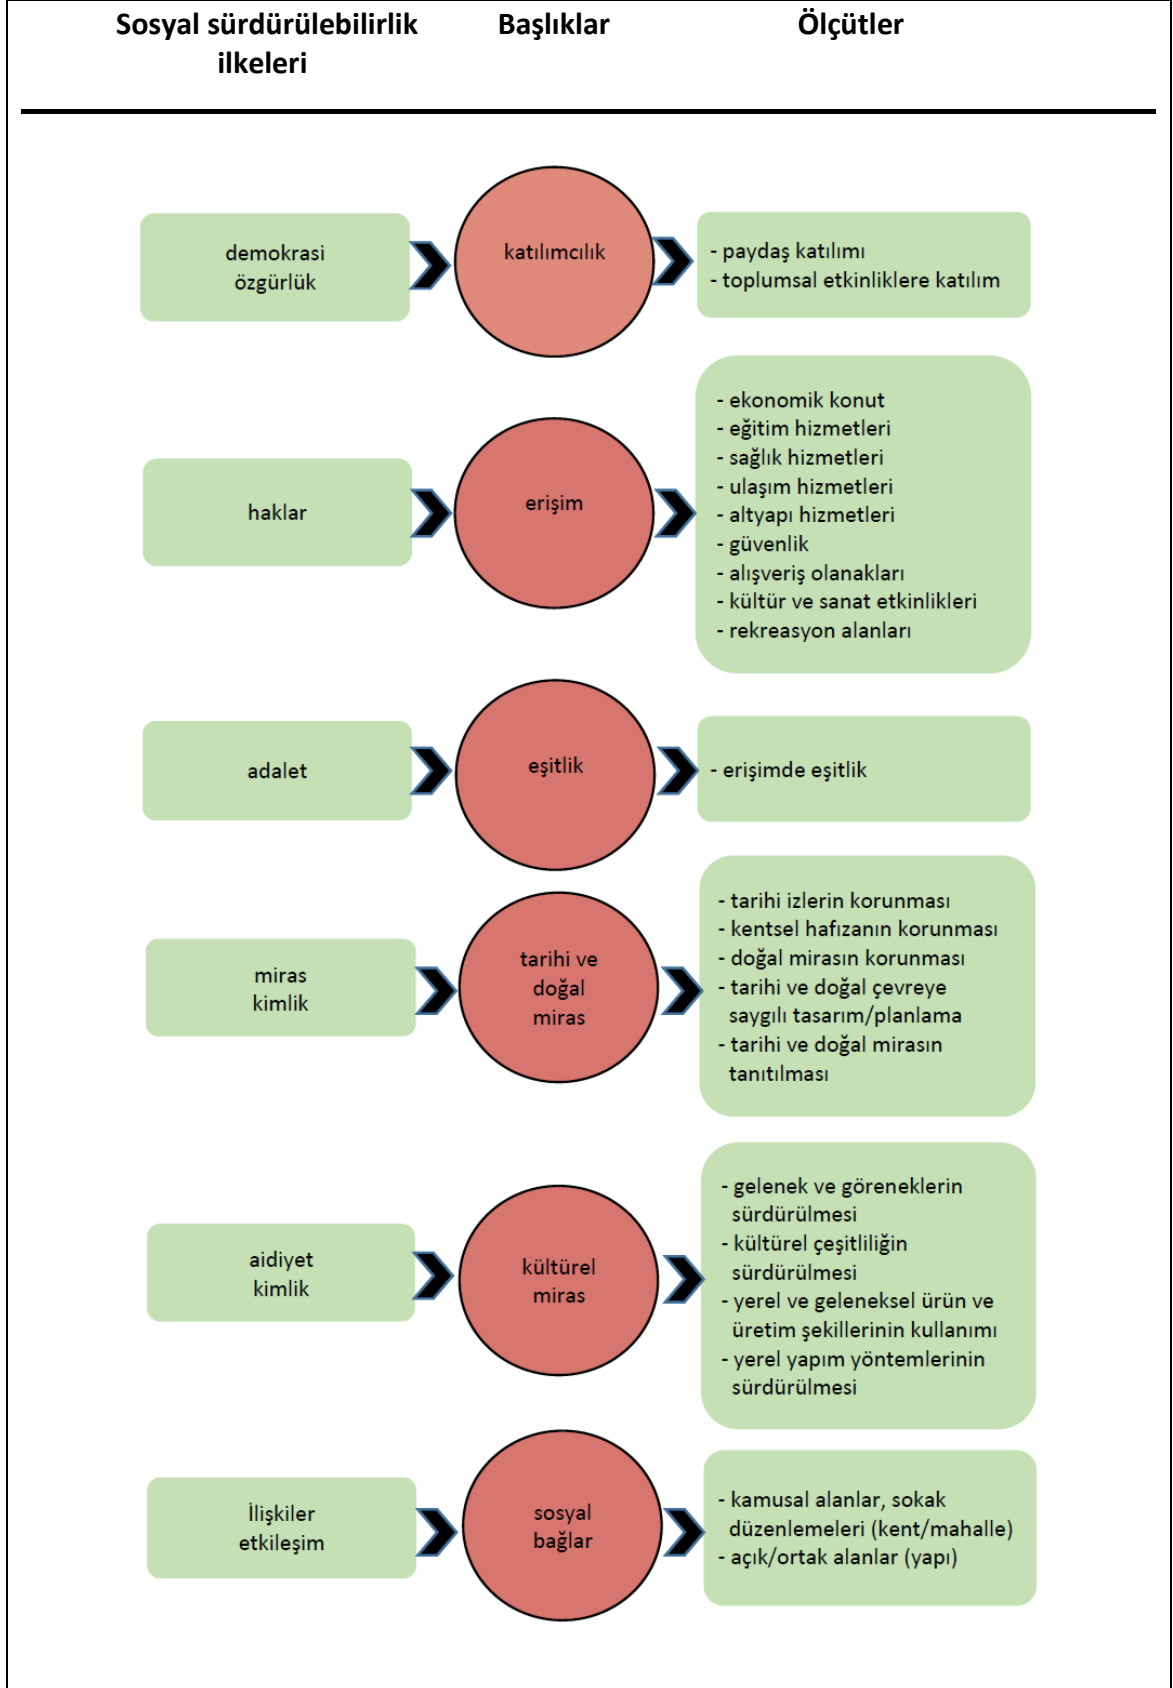 Sosyal sürdürülebilirlik
ilkeleri
Başlıklar
Ölçütler
demokrasi
özgürlük
katılımcılık
- paydaş katılımı
- toplumsal etkinliklere katılım
haklar
erişim
- ekonomik konut
- eğitim hizmetleri
- sağlık hizmetleri
- ulaşım hizmetleri
- altyapı hizmetleri
- güvenlik
- alışveriş olanakları
- kültür ve sanat etkinlikleri
- rekreasyon alanları
adalet
eşitlik
- erişimde eşitlik
miras
kimlik
tarihi ve
doğal
miras
- tarihi izlerin korunması
- kentsel hafızanın korunması
- doğal mirasın korunması
- tarihi ve doğal çevreye
saygılı tasarım/planlama
- tarihi ve doğal mirasın
tanıtılması
aidiyet
kimlik
kültürel
miras
- gelenek ve göreneklerin
sürdürülmesi
- kültürel çeşitliliğin
sürdürülmesi
- yerel ve geleneksel ürün ve
üretim şekillerinin kullanımı
- yerel yapım yöntemlerinin
sürdürülmesi
İlişkiler
etkileşim
sosyal
bağlar
- kamusal alanlar, sokak
düzenlemeleri (kent/mahalle)
- açık/ortak alanlar (yapı)